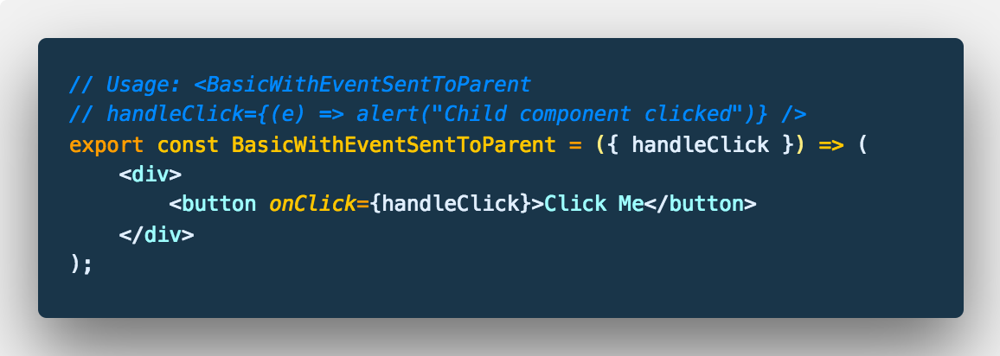 // Usage: <BasicWithEventSentToParent
// handleClick={(e) => alert("Child component clicked")} />
export const BasicWithEventSentToParent = ({ handleClick }) => (
    <div>
        <button onClick={handleClick}>Click Me</button>
    </div>
);